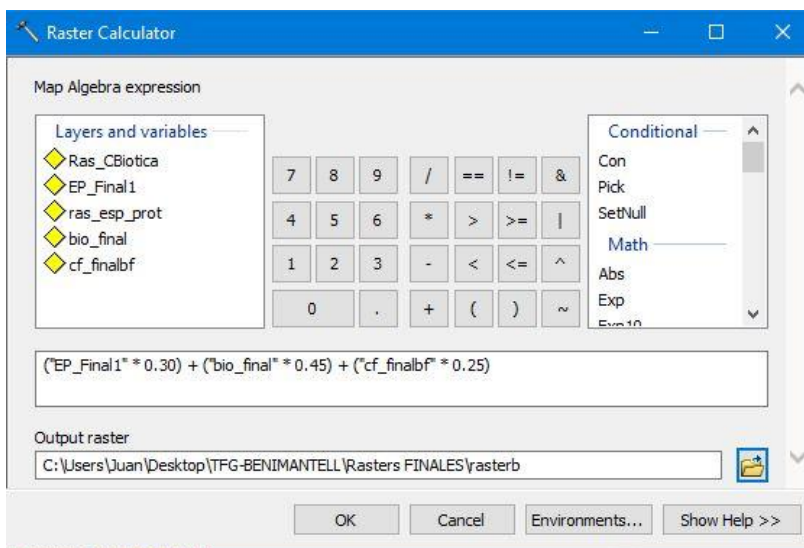 Raster Calculator
Map Algebra expression
Layers and variables
Ras_CBiotica
EP_Final1
ras_esp_prot
bio_final
cf_finalbf
7 8 9 / == != &
4 5 6 * > >= |
1 2 3 - < <= ^
0 . + ( ) ~
Conditional
Con
Pick
SetNull
Math
Abs
Exp
Exp10
("EP_Final1" * 0.30) + ("bio_final" * 0.45) + ("cf_finalbf" * 0.25)
Output raster
C:\Users\Juan\Desktop\TFG-BENIMANTELL\Rasters FINALES\rasterb
OK Cancel Environments... Show Help >>